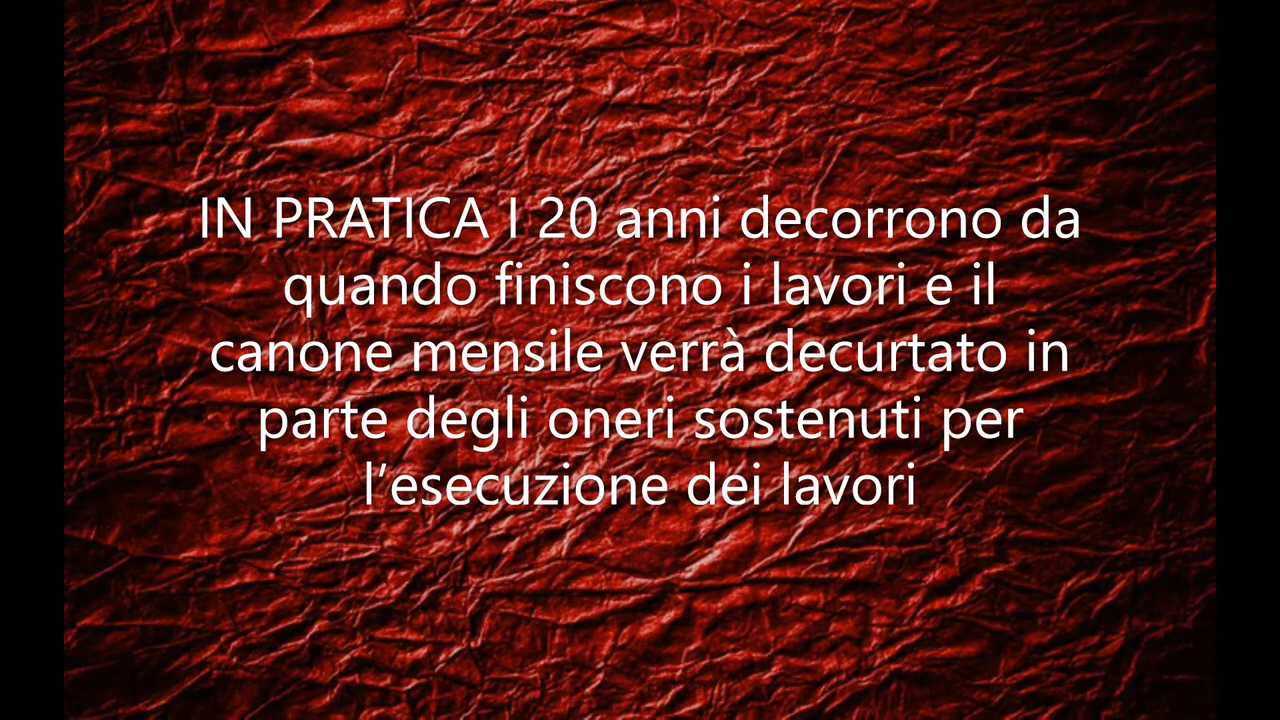 IN PRATICA I 20 anni decorrono da
quando finiscono i lavori e il
canone mensile verrà decurtato in
parte degli oneri sostenuti per
l’esecuzione dei lavori